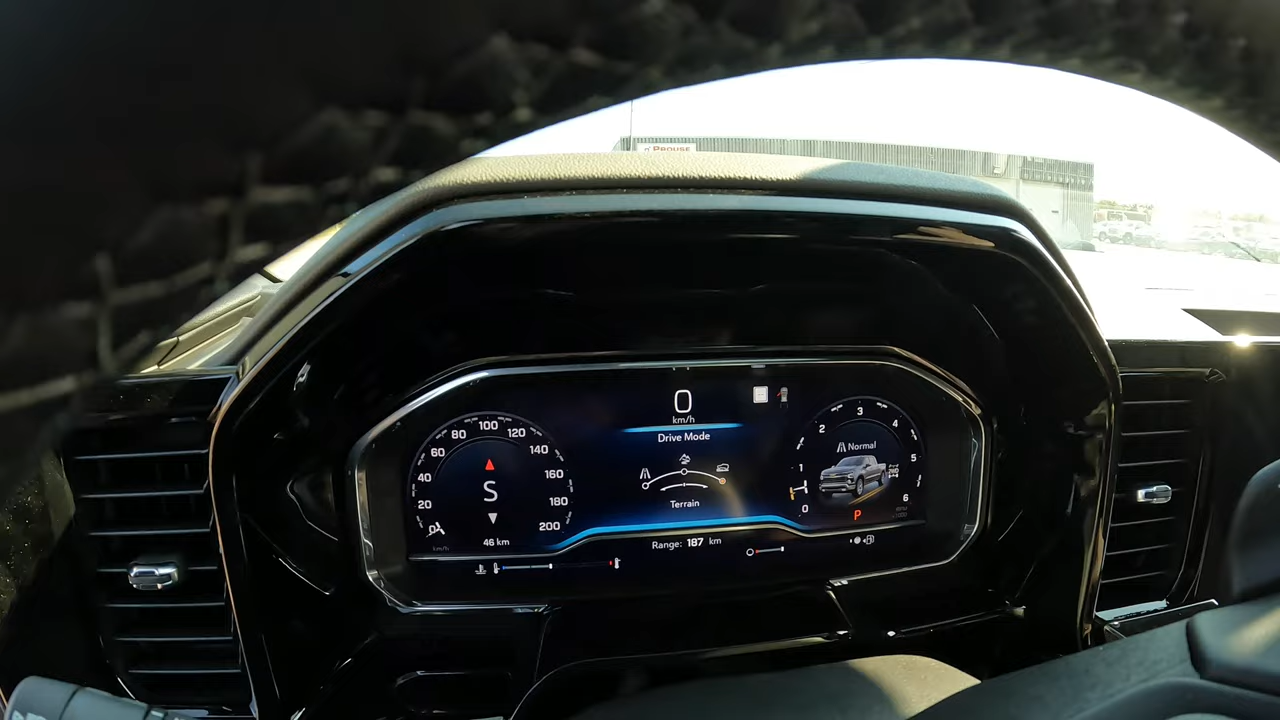 PROUSE
0
km/h
Drive Mode
Terrain
20
40
60
80
100
120
140
160
180
200
S
km/h
46 km
Range: 187 km
0
1
2
3
4
5
6
Normal
P